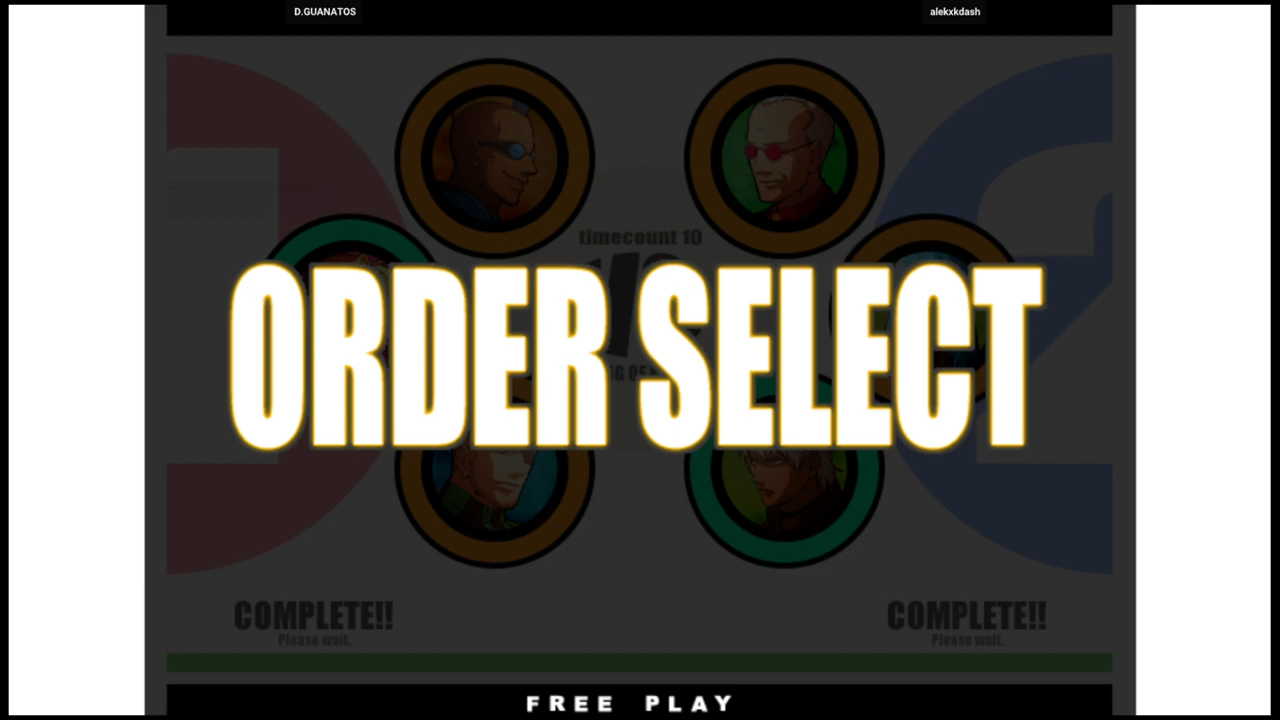 D.GUANATOS
alekxkdash
timecount 10
ORDER SELECT
COMPLETE!!
Please wait.
COMPLETE!!
Please wait.
FREE PLAY